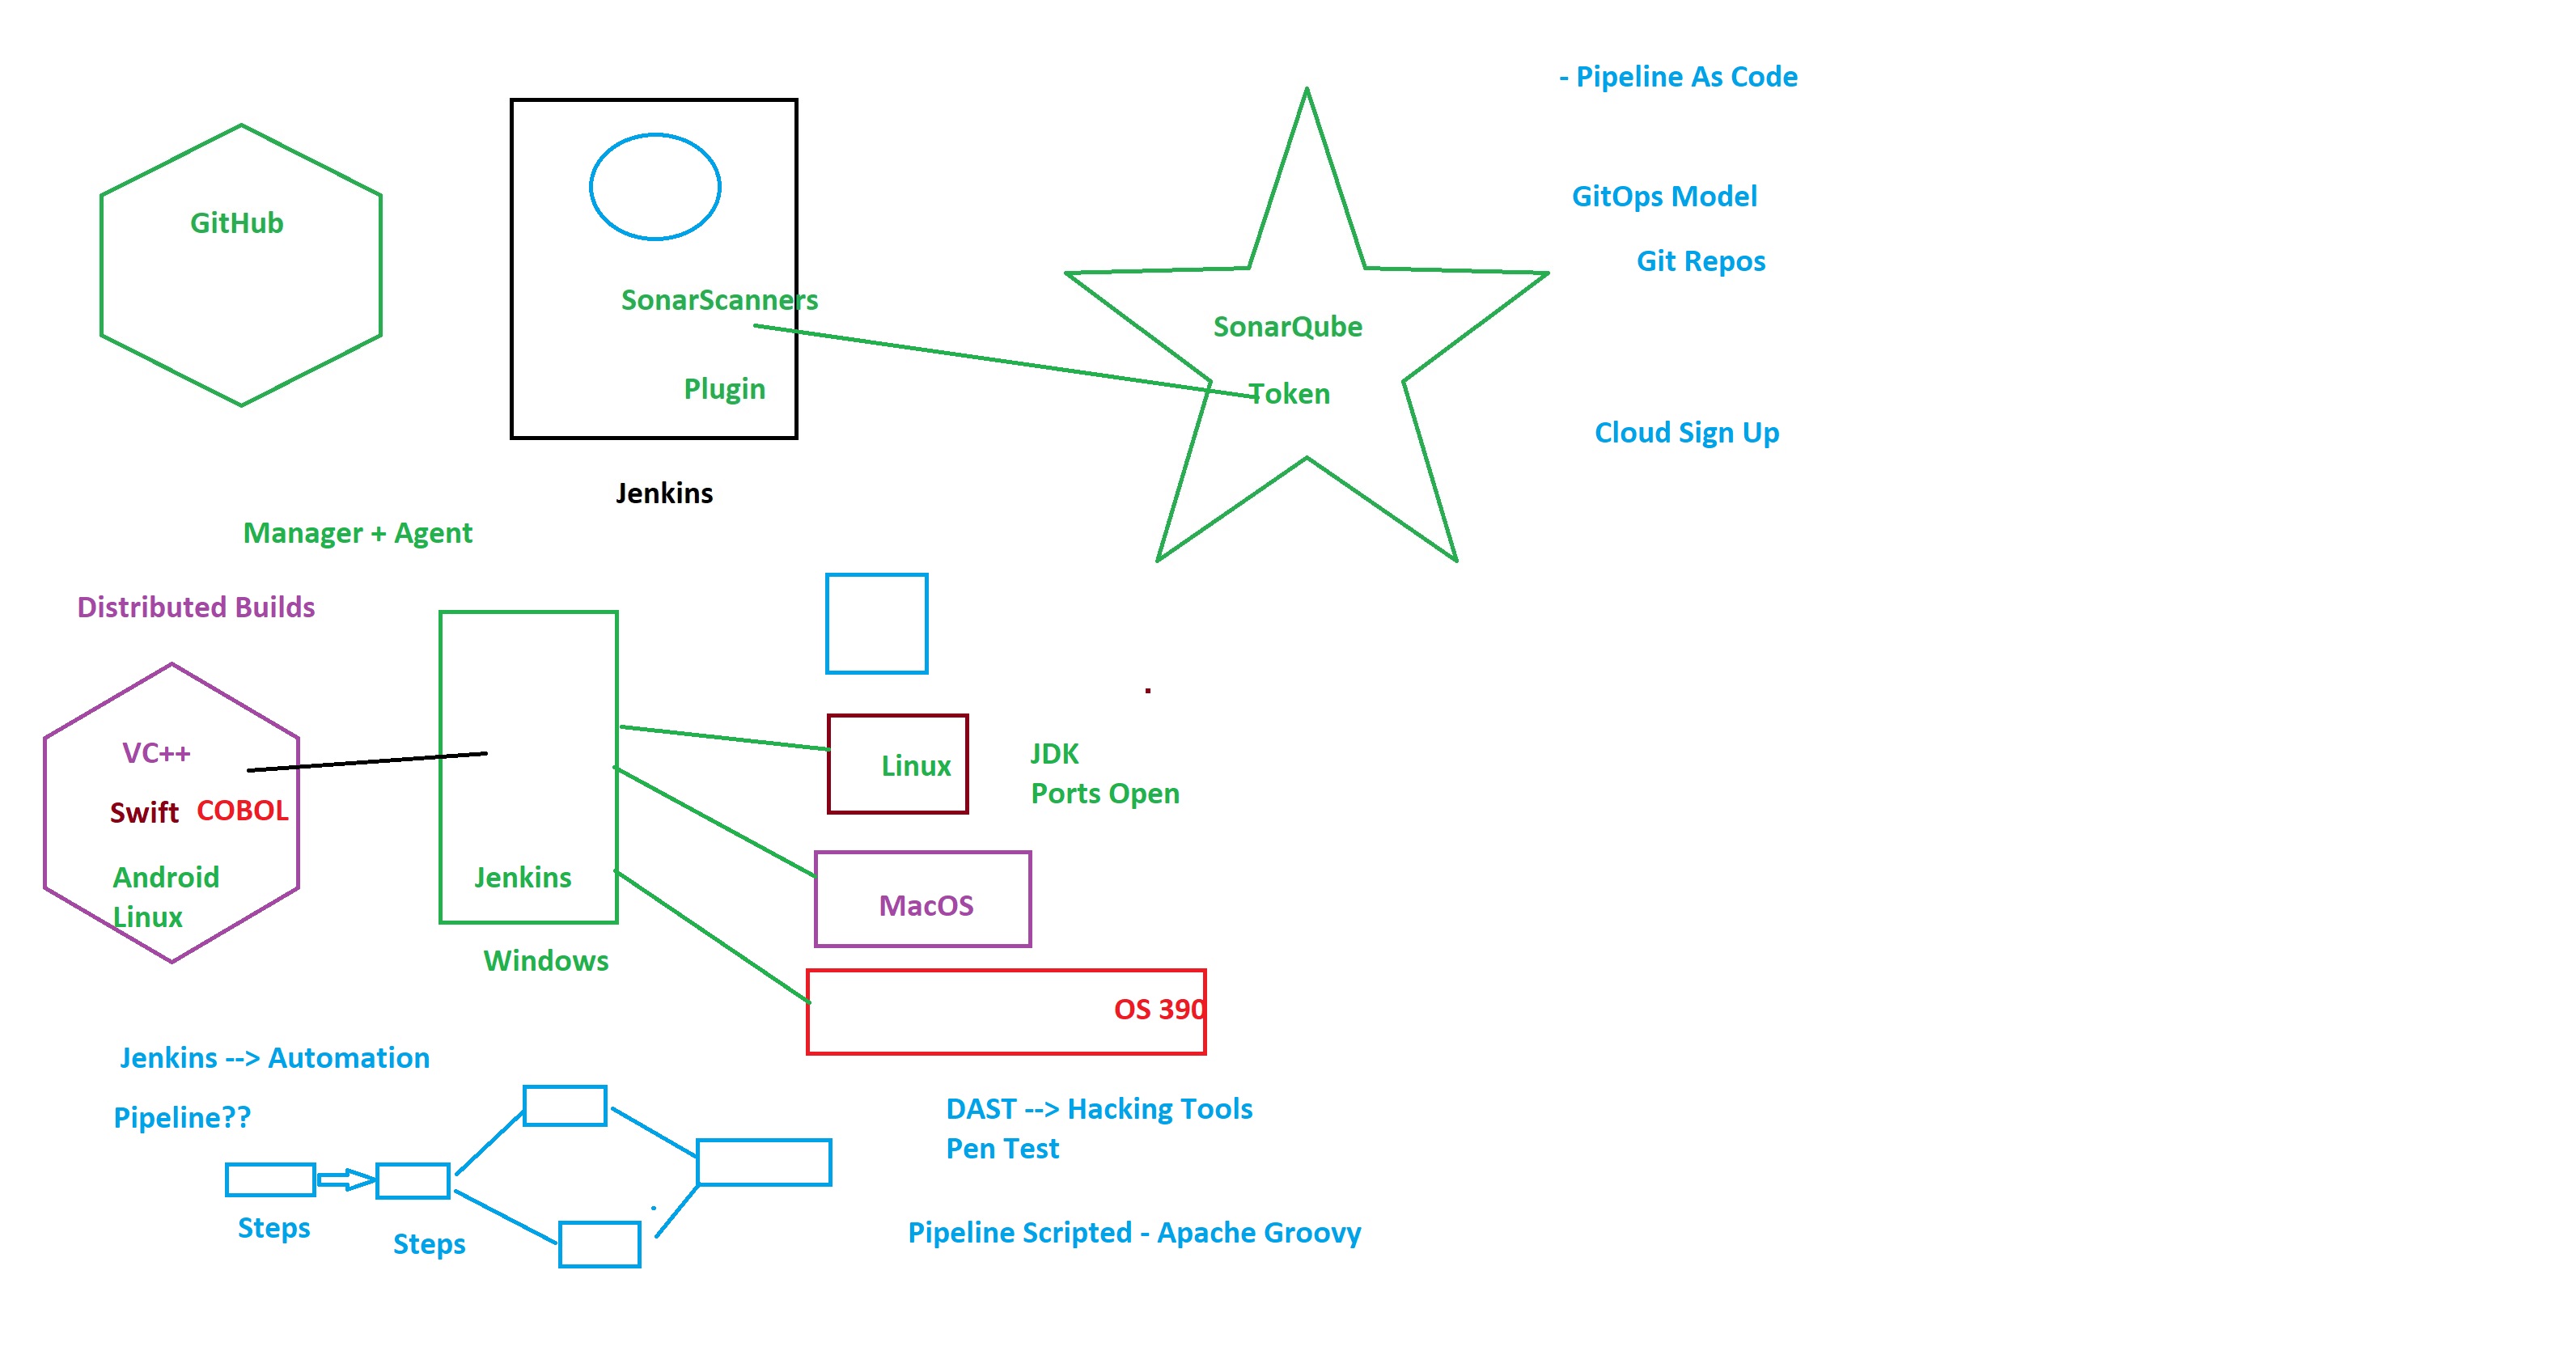 - Pipeline As Code
GitHub
GitOps Model
Git Repos
SonarScanners
SonarQube
Plugin
Token
Cloud Sign Up
Jenkins
Manager + Agent
Distributed Builds
VC++
Swift COBOL
Android
Linux
Jenkins
Windows
Linux
JDK
Ports Open
MacOS
OS 390
Jenkins --> Automation
Pipeline??
Steps
Steps
DAST --> Hacking Tools
Pen Test
Pipeline Scripted - Apache Groovy